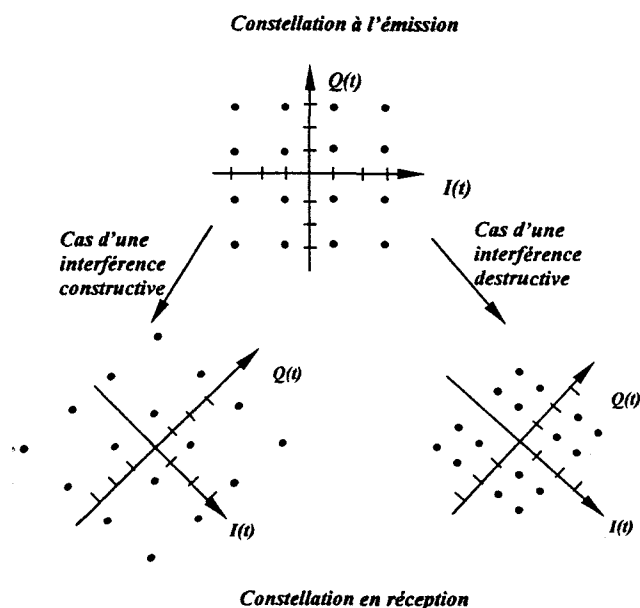 Constellation à l'émission
Q(t)
I(t)
Cas d'une
interférence
constructive
Cas d'une
interférence
destructive
Q(t)
I(t)
Q(t)
I(t)
Constellation en réception